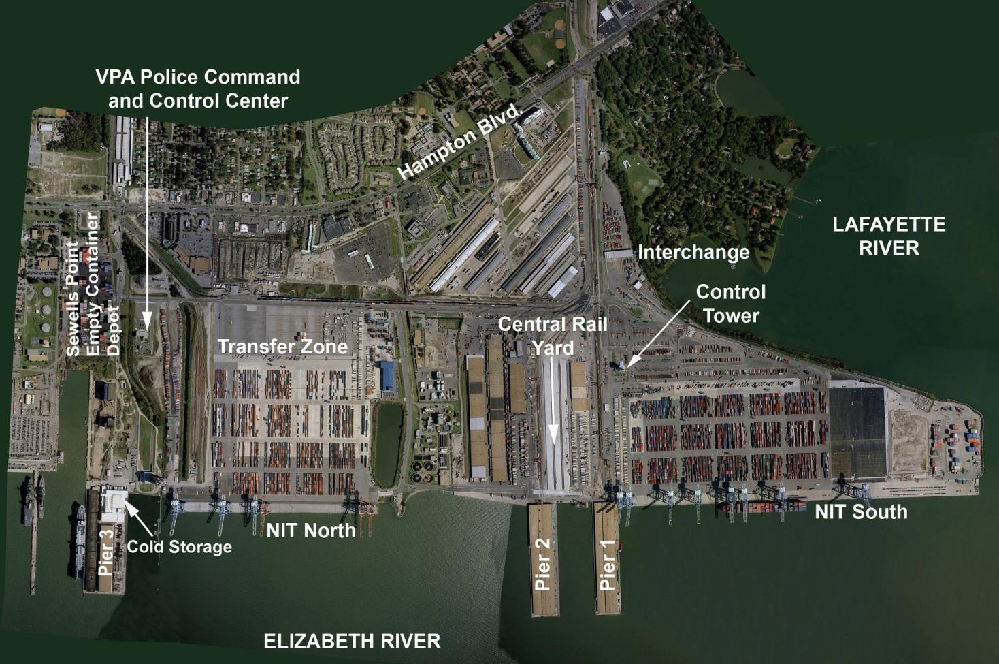 VPA Police Command
and Control Center
Hampton Blvd.
LAFAYETTE
RIVER
Sewells Point
Empty Container
Depot
Interchange
Control
Tower
Central Rail
Yard
Transfer Zone
NIT North
NIT South
Cold Storage
Pier 3
Pier 2
Pier 1
ELIZABETH RIVER